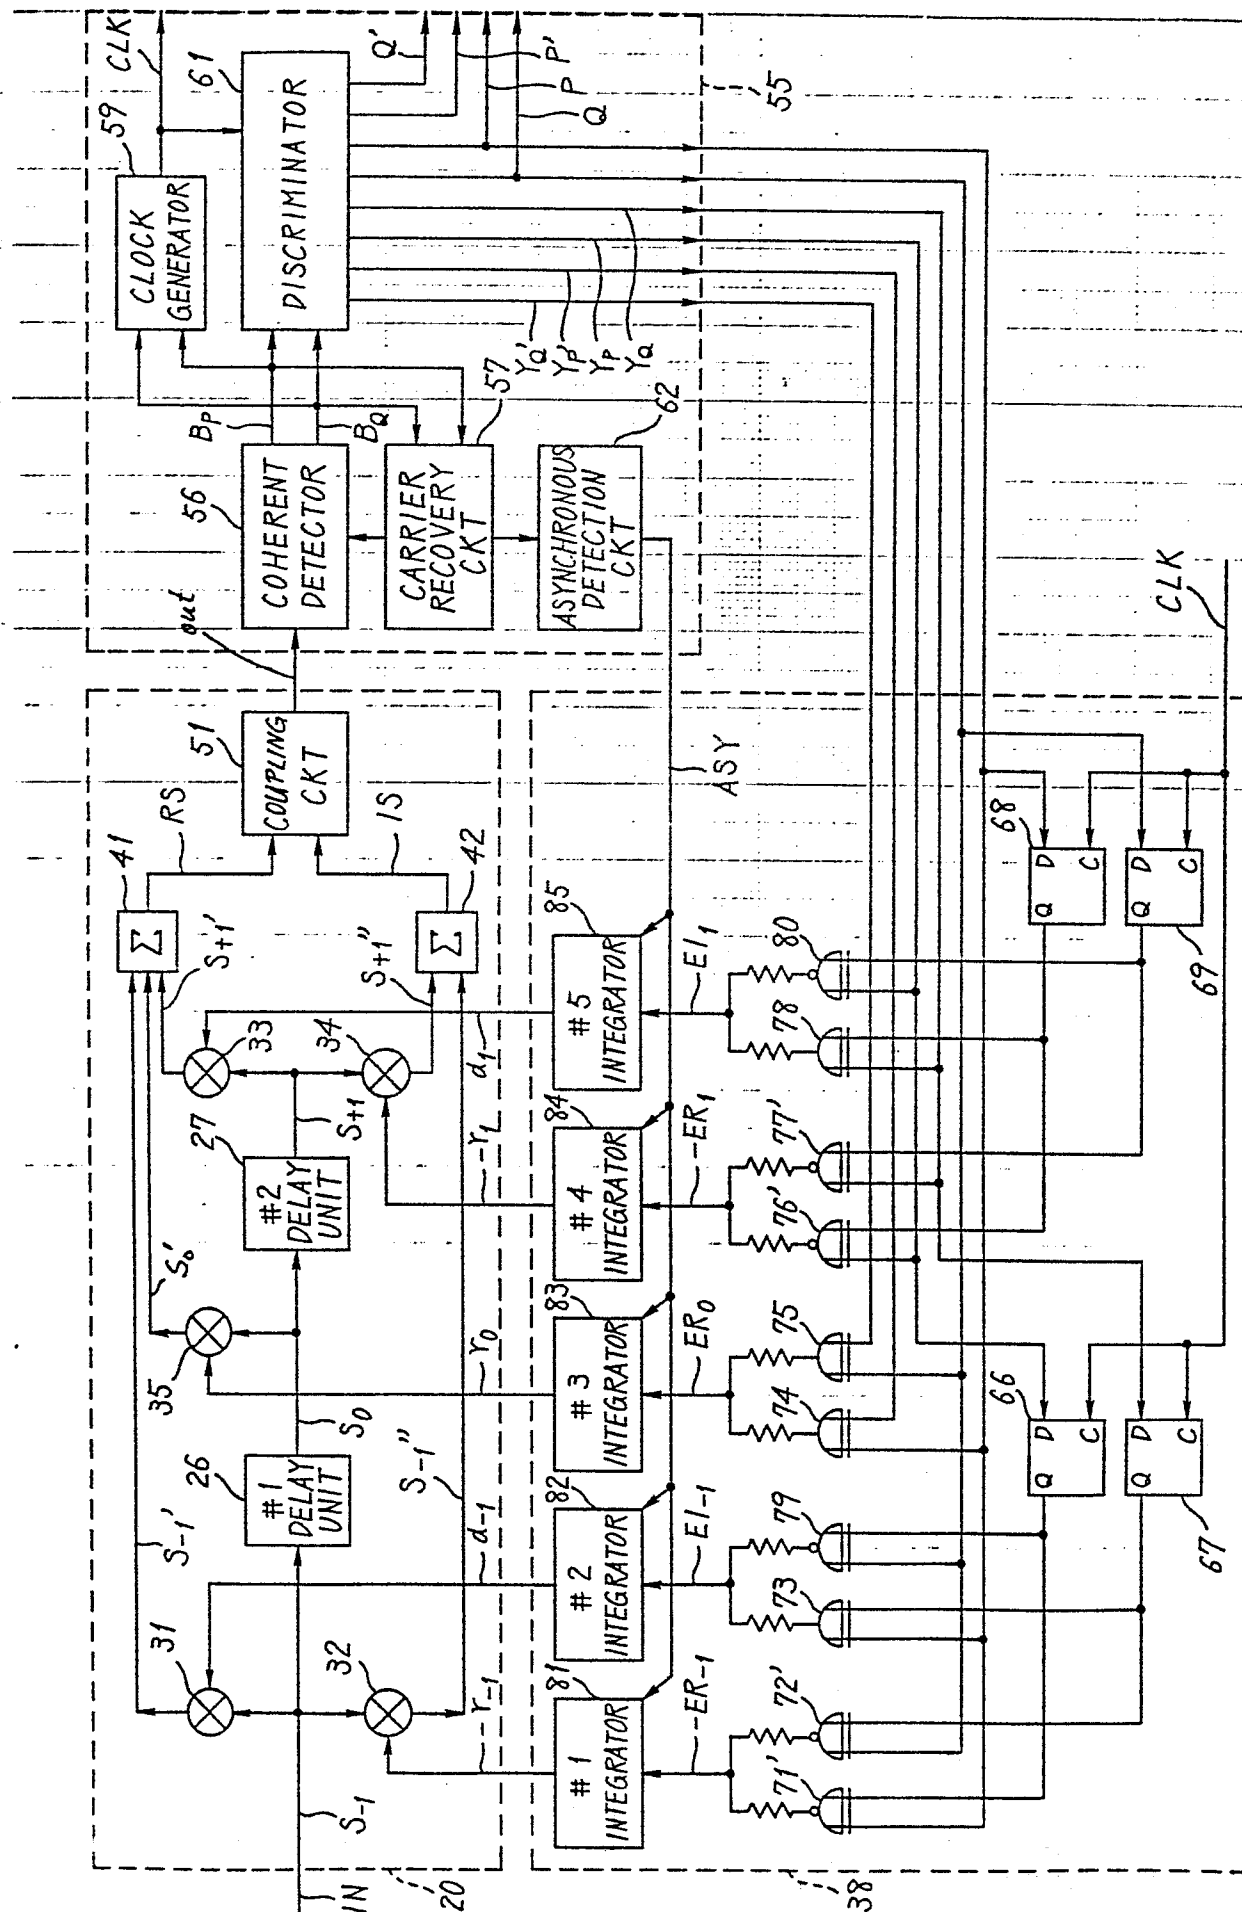 IN
S-1
20
31
32
S-1'
-r-1
d-1
26
#1
DELAY
UNIT
S0
S-1"
35
S0'
r0
27
#2
DELAY
UNIT
S+1
33
34
-r1
d1
S+1'
S+1"
41
Σ
42
Σ
RS
IS
51
COUPLING
CKT
out
56
COHERENT
DETECTOR
BP
BQ
59
CLOCK
GENERATOR
CLK
61
DISCRIMINATOR
Q'
P'
P
Q
55
57
CARRIER
RECOVERY
CKT
62
ASYNCHRONOUS
DETECTION
CKT
YQ'
YP'
YP
YQ
ASY
38
81
#1
INTEGRATOR
82
#2
INTEGRATOR
83
#3
INTEGRATOR
84
#4
INTEGRATOR
85
#5
INTEGRATOR
-ER-1
EI-1
ER0
-ER1
EI1
71'
72'
73
79
74
75
76'
77'
78
80
66
Q
D
C
67
Q
D
C
68
Q
D
C
69
Q
D
C
CLK